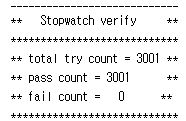 ------------------------
**   Stopwatch verify   **
************************
** total try count = 3001 **
** pass count = 3001      **
** fail count =   0      **
************************